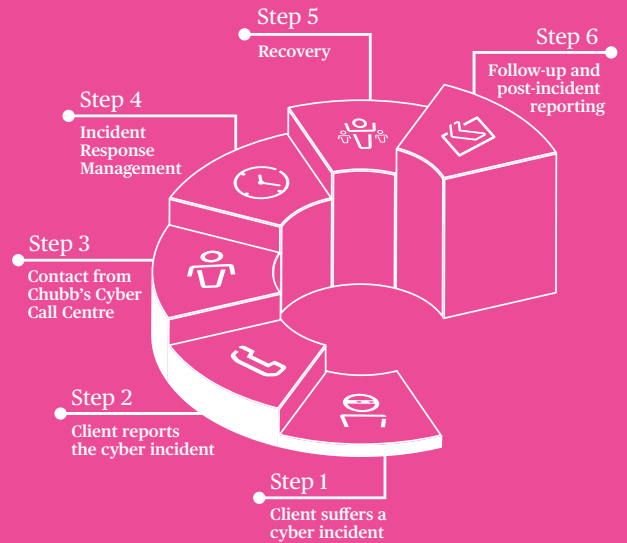 Step 5
Recovery
Step 6
Follow-up and
post-incident
reporting
Step 4
Incident
Response
Management
Step 3
Contact from
Chubb's Cyber
Call Centre
Step 2
Client reports
the cyber incident
Step 1
Client suffers a
cyber incident